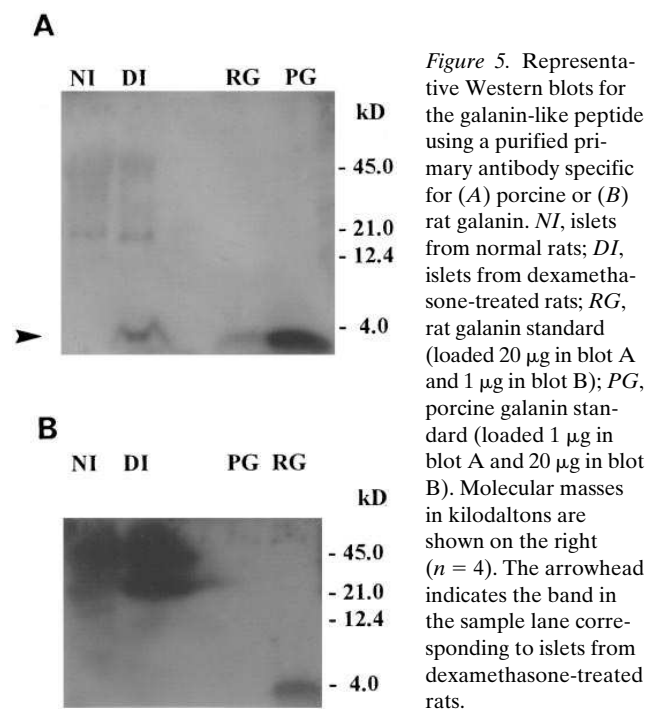 A
NI DI RG PG
kD
- 45.0
- 21.0
- 12.4
- 4.0
B
NI DI PG RG
kD
- 45.0
- 21.0
- 12.4
- 4.0
Figure 5. Representa-
tive Western blots for
the galanin-like peptide
using a purified pri-
mary antibody specific
for (A) porcine or (B)
rat galanin. NI, islets
from normal rats; DI,
islets from dexametha-
sone-treated rats; RG,
rat galanin standard
(loaded 20 μg in blot A
and 1 μg in blot B); PG,
porcine galanin stan-
dard (loaded 1 μg in
blot A and 20 μg in blot
B). Molecular masses
in kilodaltons are
shown on the right
(n = 4). The arrowhead
indicates the band in
the sample lane corre-
sponding to islets from
dexamethasone-treated
rats.